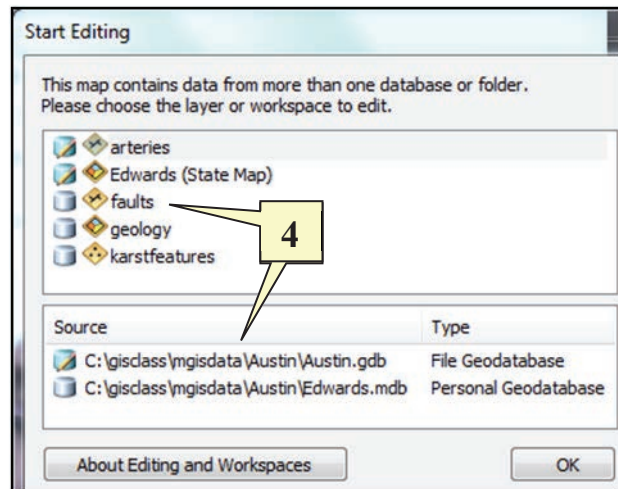 Start Editing
This map contains data from more than one database or folder.
Please choose the layer or workspace to edit.
arteries
Edwards (State Map)
faults
geology
karstfeatures
4
Source Type
C:\gisclass\mgisdata\Austin\Austin.gdb File Geodatabase
C:\gisclass\mgisdata\Austin\Edwards.mdb Personal Geodatabase
About Editing and Workspaces OK